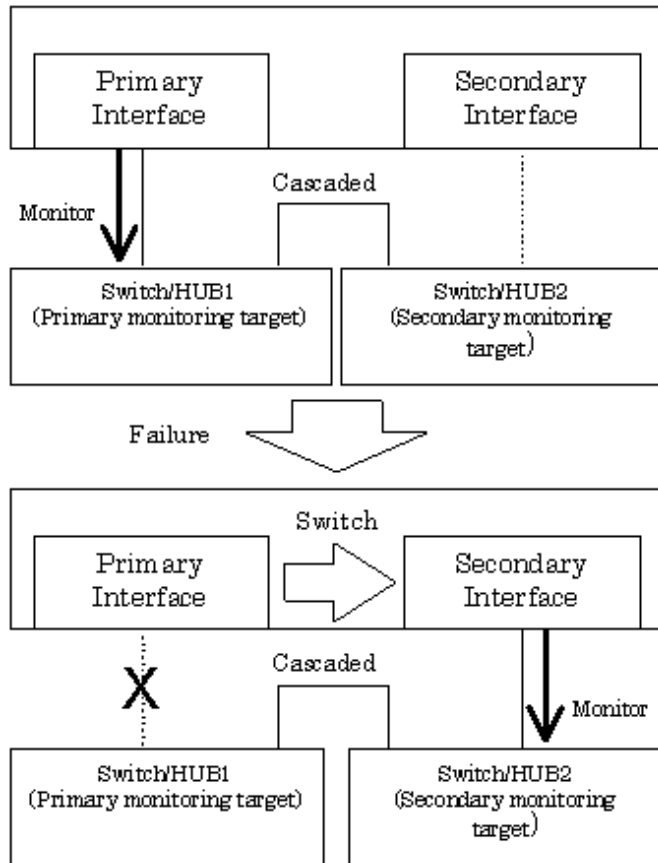 Primary
Interface
Secondary
Interface
Cascaded
Monitor
Switch/HUB1
(Primary monitoring target)
Switch/HUB2
(Secondary monitoring
target)
Failure
Switch
Primary
Interface
Secondary
Interface
Cascaded
X
Monitor
Switch/HUB1
(Primary monitoring target)
Switch/HUB2
(Secondary monitoring
target)